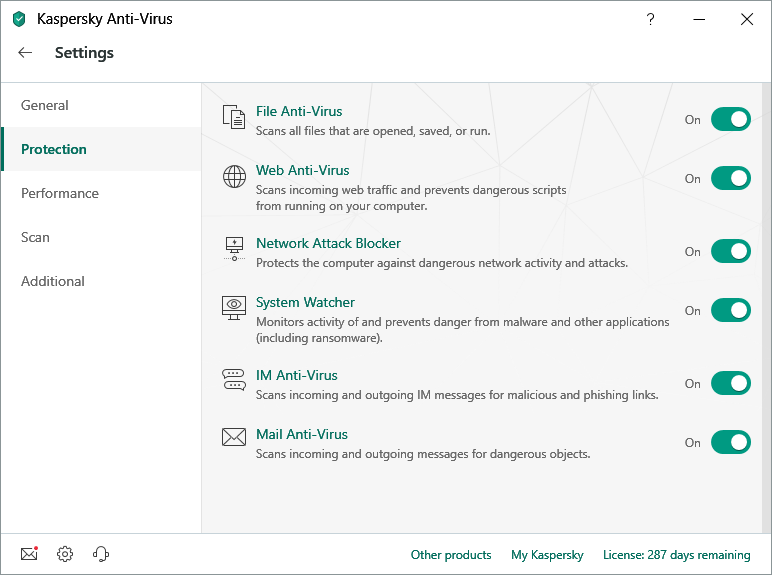 Kaspersky Anti-Virus
?
Settings
General
Protection
Performance
Scan
Additional
File Anti-Virus
Scans all files that are opened, saved, or run.
On
Web Anti-Virus
Scans incoming web traffic and prevents dangerous scripts
from running on your computer.
On
Network Attack Blocker
Protects the computer against dangerous network activity and attacks.
On
System Watcher
Monitors activity of and prevents danger from malware and other applications
(including ransomware).
On
IM Anti-Virus
Scans incoming and outgoing IM messages for malicious and phishing links.
On
Mail Anti-Virus
Scans incoming and outgoing messages for dangerous objects.
On
Other products My Kaspersky License: 287 days remaining